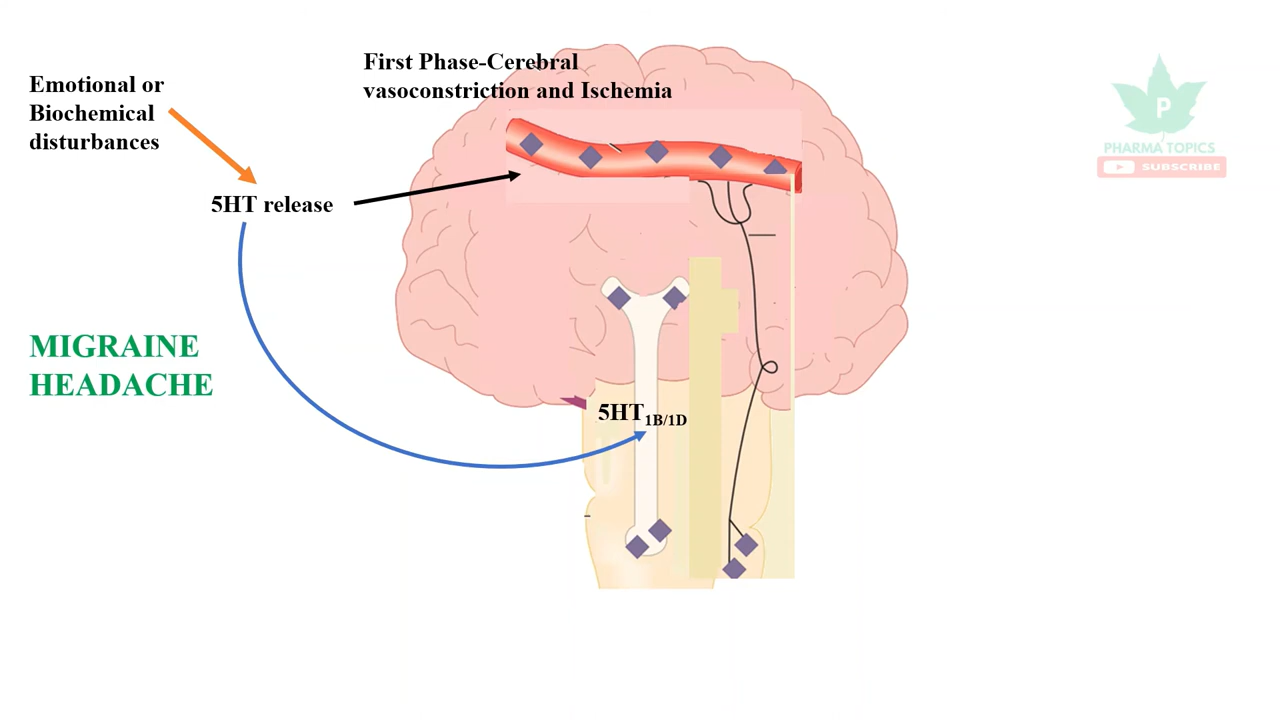 First Phase-Cerebral
vasoconstriction and Ischemia
Emotional or
Biochemical
disturbances
5HT release
MIGRAINE
HEADACHE
5HT1B/1D
P
PHARMA TOPICS
SUBSCRIBE